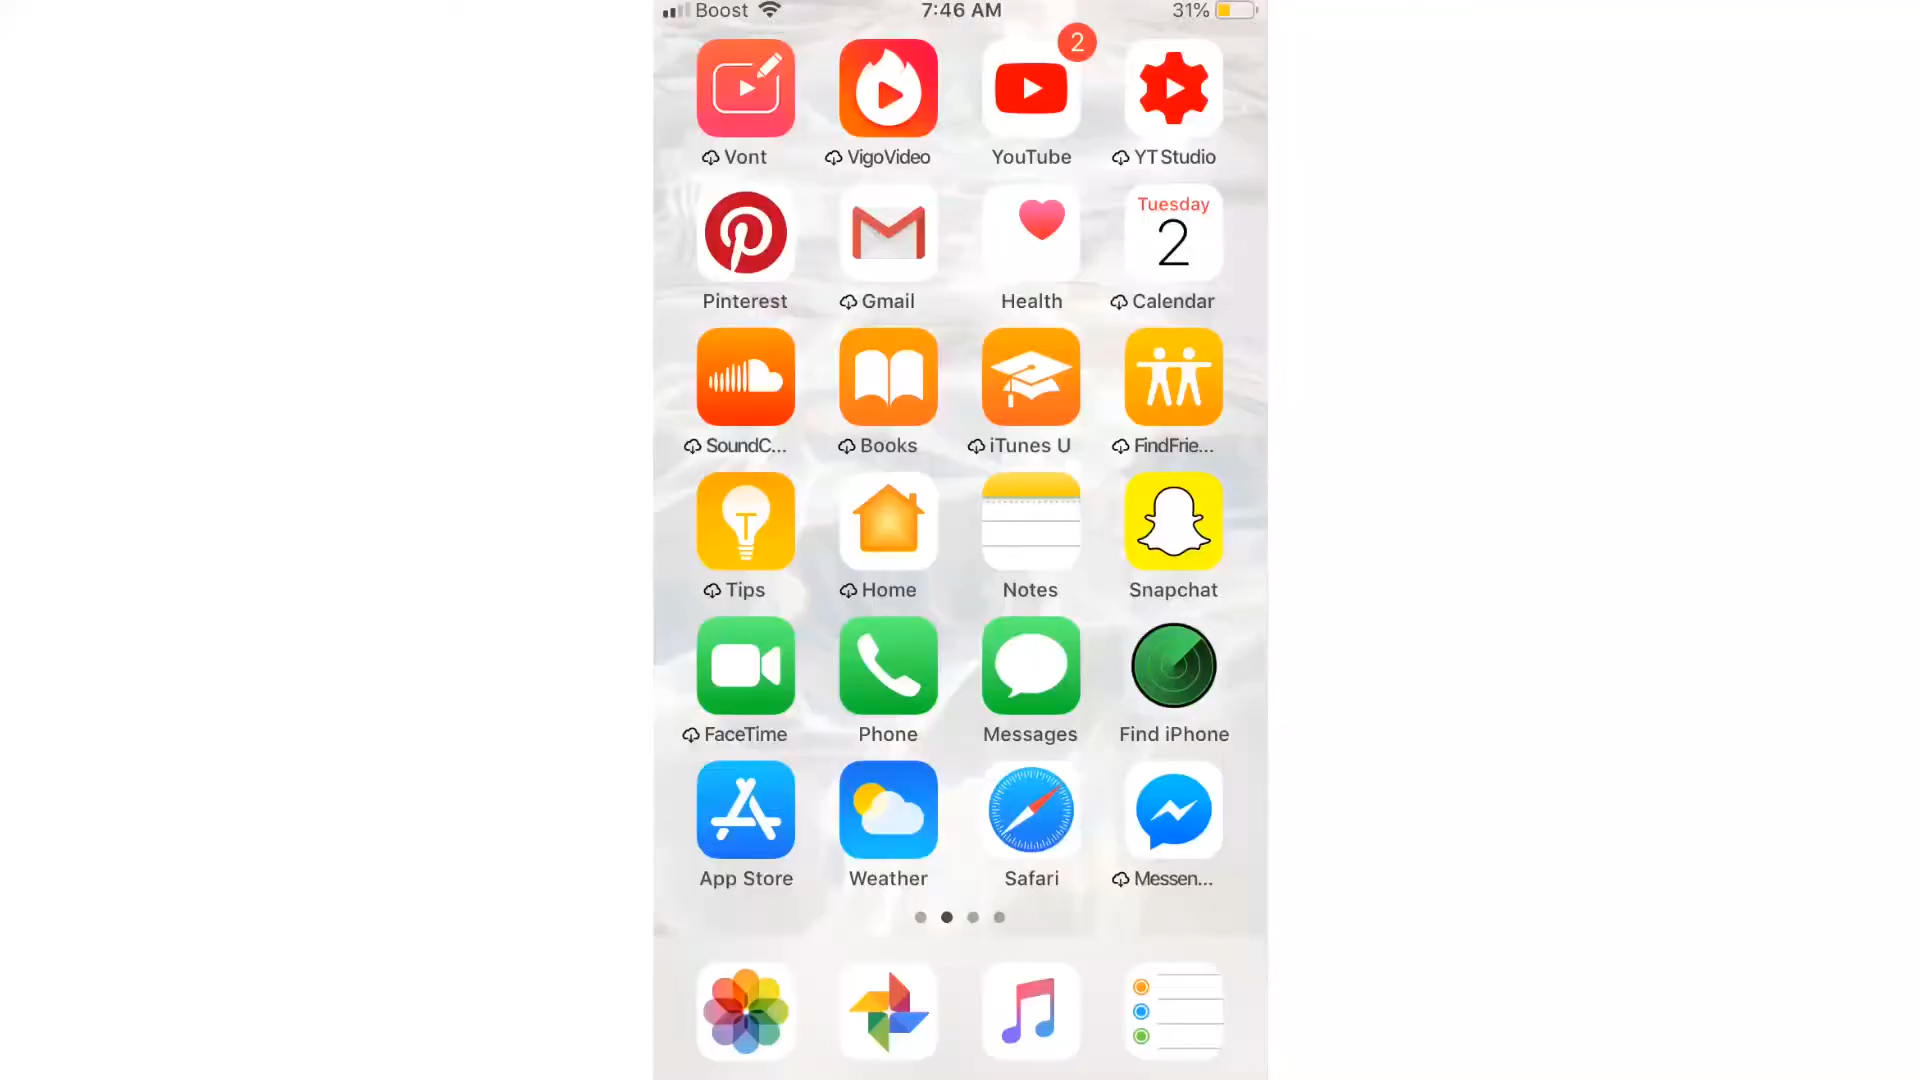 Boost 7:46 AM 31%
2
Vont VigoVideo YouTube YT Studio
Tuesday
2
Pinterest Gmail Health Calendar
SoundC... Books iTunes U FindFrie...
Tips Home Notes Snapchat
FaceTime Phone Messages Find iPhone
App Store Weather Safari Messen...